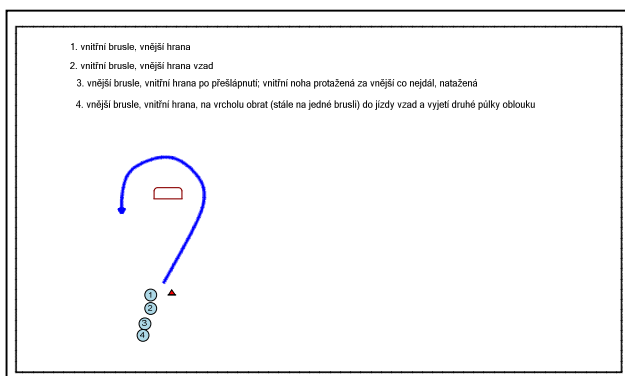 1. vnitřní brusle, vnější hrana
2. vnitřní brusle, vnější hrana vzad
3. vnější brusle, vnitřní hrana po přešlápnutí; vnitřní noha protažená za vnější co nejdál, natažená
4. vnější brusle, vnitřní hrana, na vrcholu obrat (stále na jedné brusli) do jízdy vzad a vyjetí druhé půlky oblouku
1
2
3
4